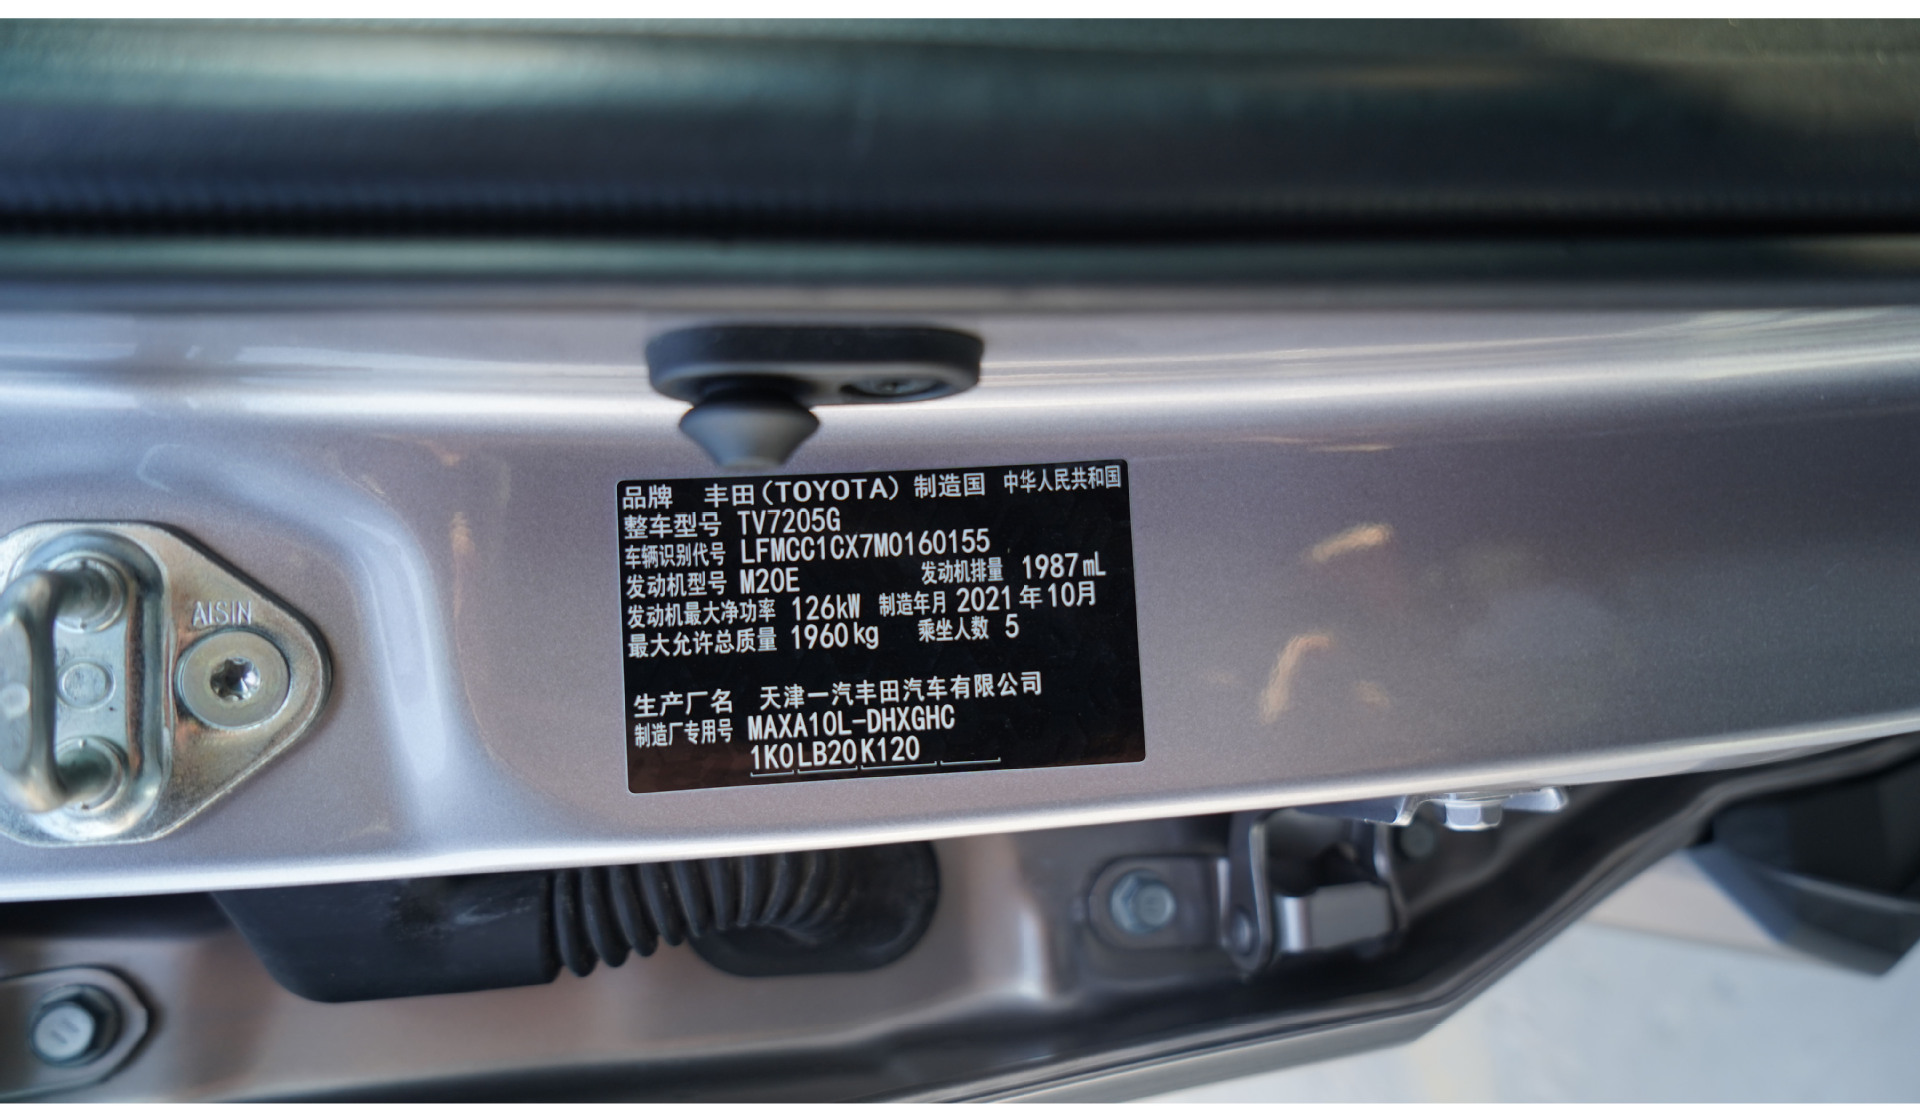 AISIN
品牌 丰田(TOYOTA) 制造国 中华人民共和国
整车型号 TV7205G
车辆识别代号 LFMCC1CX7M0160155
发动机型号 M20E 发动机排量 1987mL
发动机最大净功率 126kW 制造年月 2021年10月
最大允许总质量 1960kg 乘坐人数 5
生产厂名 天津一汽丰田汽车有限公司
制造厂专用号 MAXA10L-DHXGHC
1K0 LB20 K120